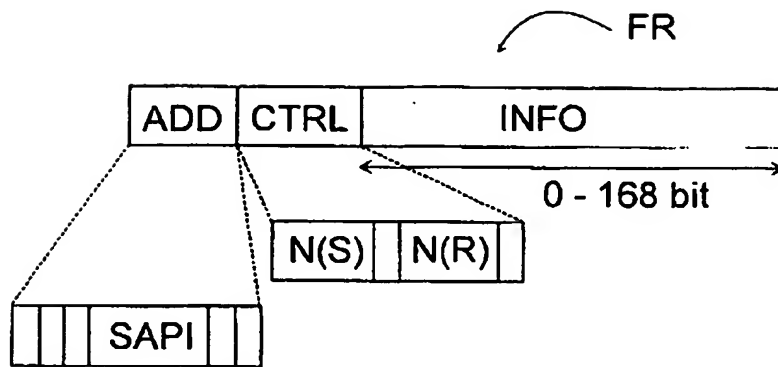 FR
ADD CTRL INFO
0 - 168 bit
N(S) N(R)
SAPI